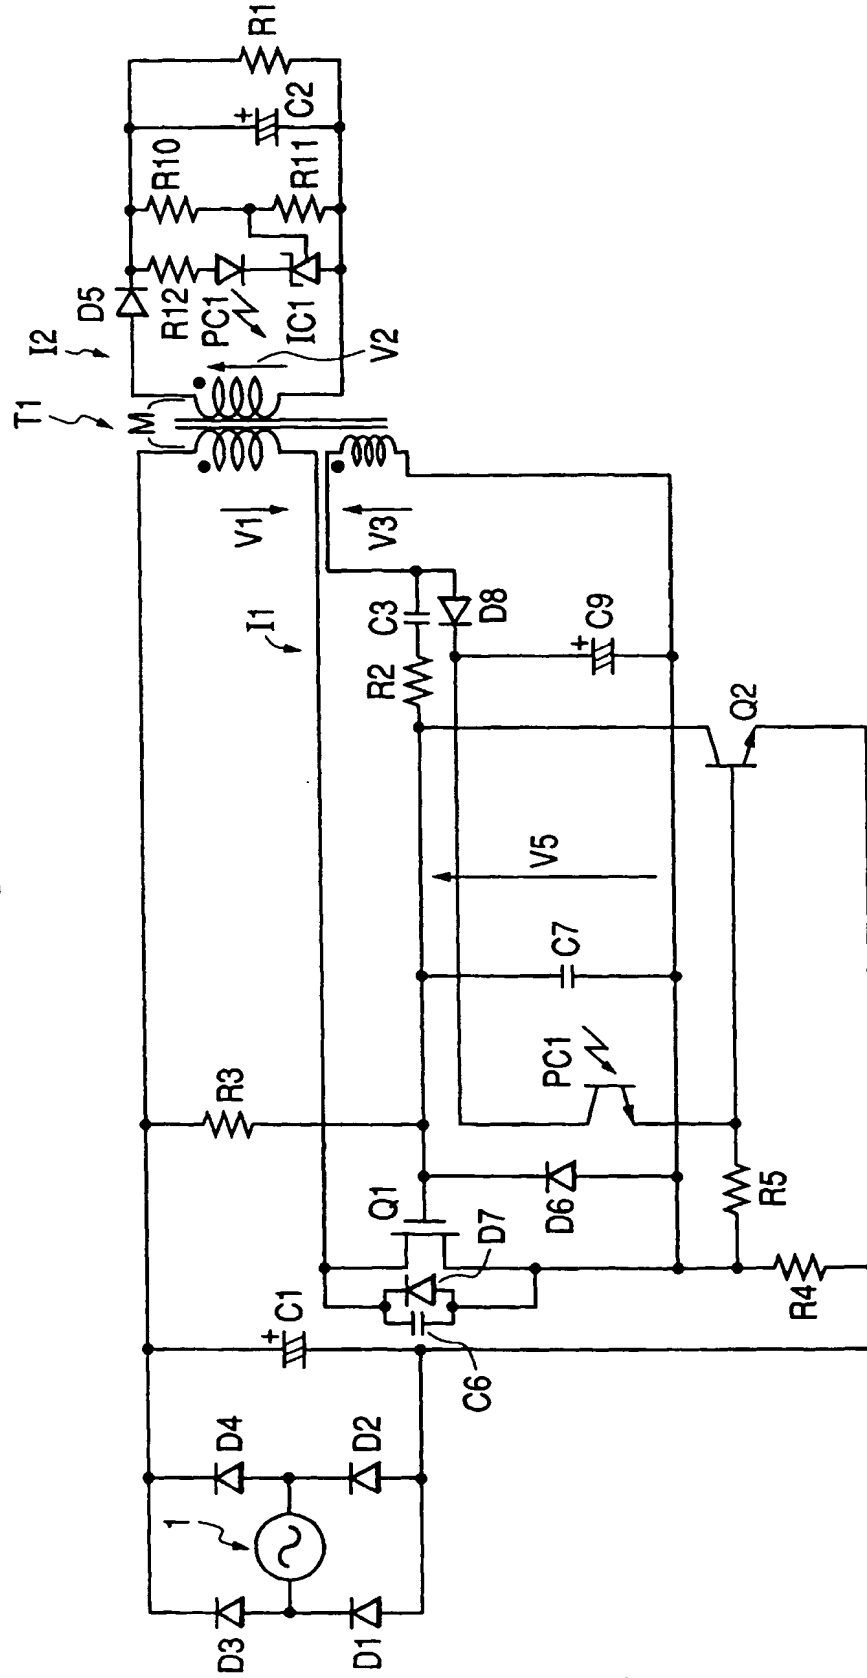 T1
I2
M
D5
R12
PC1
IC1
R10
R11
C2
R1
V2
V1
V3
I1
C3
R2
D8
C9
Q2
V5
C7
R3
PC1
Q1
D6
D7
C6
R5
R4
C1
D4
D2
1
D3
D1